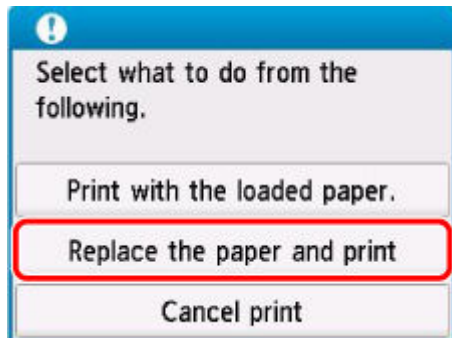 Select what to do from the
following.
Print with the loaded paper.
Replace the paper and print
Cancel print